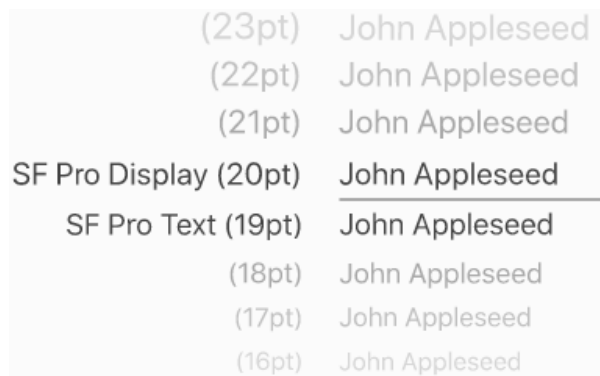 (23pt) John Appleseed
(22pt) John Appleseed
(21pt) John Appleseed
SF Pro Display (20pt) John Appleseed
SF Pro Text (19pt) John Appleseed
(18pt) John Appleseed
(17pt) John Appleseed
(16pt) John Appleseed